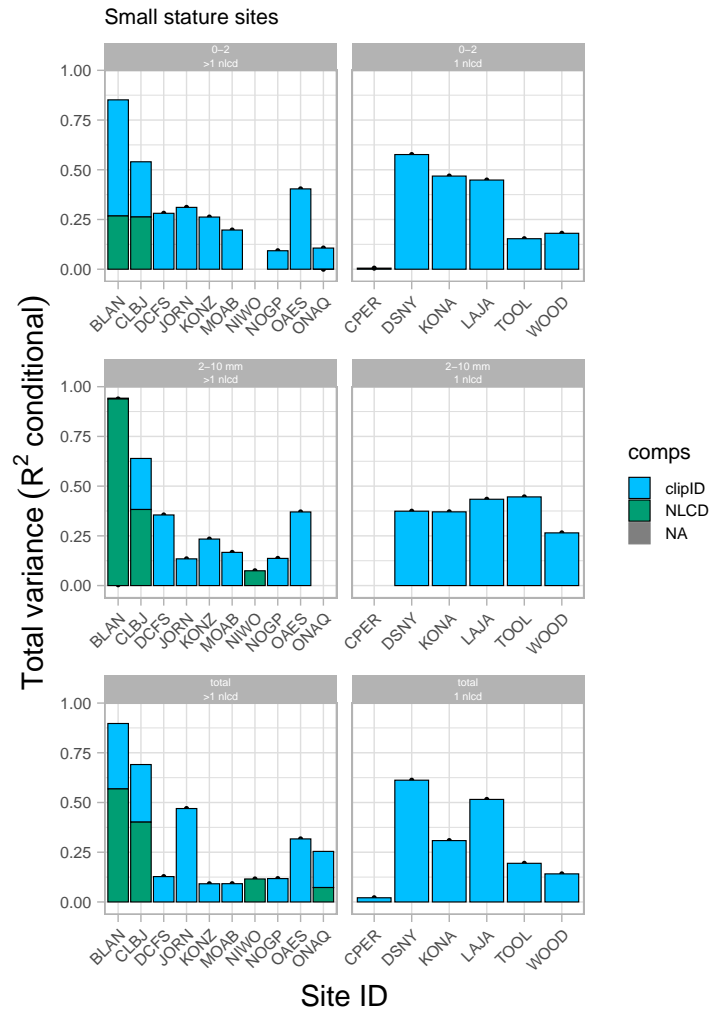 Small stature sites
0–2
>1 nlcd
0–2
1 nlcd
1.00
0.75
0.50
0.25
0.00
BLAN
CLBJ
DCFS
JORN
KONZ
MOAB
NIWO
NOGP
OAES
ONAQ
CPER
DSNY
KONA
LAJA
TOOL
WOOD
2–10 mm
>1 nlcd
2–10 mm
1 nlcd
1.00
0.75
0.50
0.25
0.00
BLAN
CLBJ
DCFS
JORN
KONZ
MOAB
NIWO
NOGP
OAES
ONAQ
CPER
DSNY
KONA
LAJA
TOOL
WOOD
total
>1 nlcd
total
1 nlcd
1.00
0.75
0.50
0.25
0.00
BLAN
CLBJ
DCFS
JORN
KONZ
MOAB
NIWO
NOGP
OAES
ONAQ
CPER
DSNY
KONA
LAJA
TOOL
WOOD
Total variance (R² conditional)
Site ID
comps
clipID
NLCD
NA